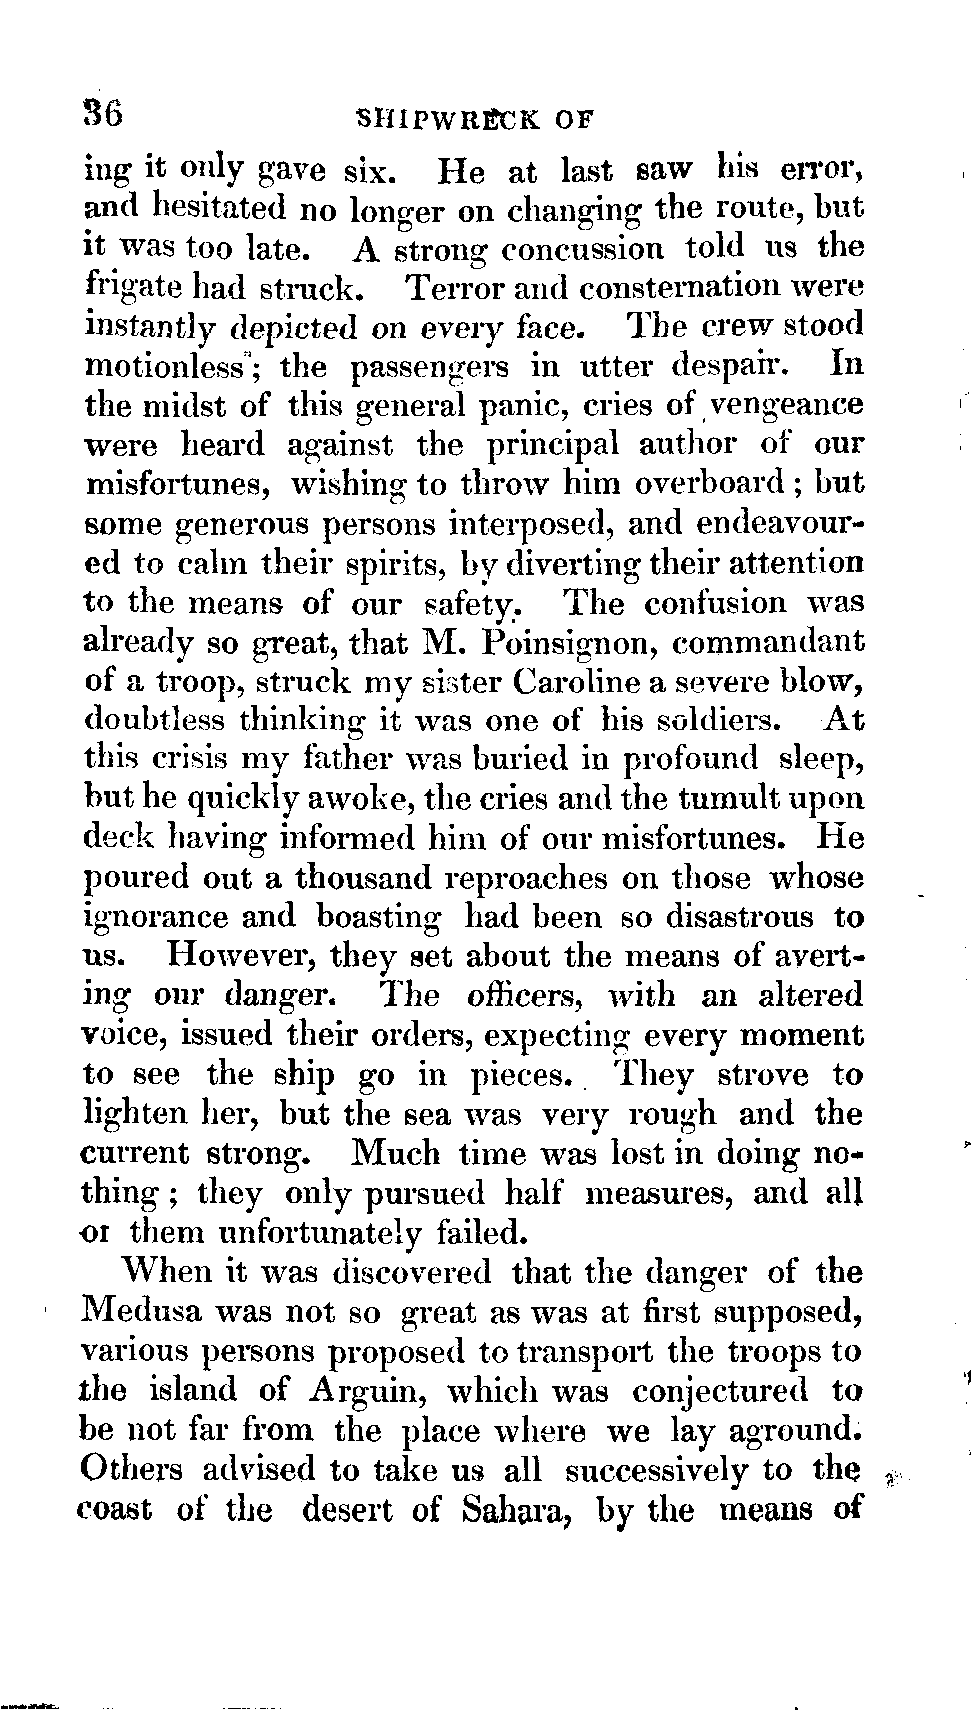 36 SHIPWRECK OF
ing it only gave six. He at last saw his error,
and hesitated no longer on changing the route, but
it was too late. A strong concussion told us the
frigate had struck. Terror and consternation were
instantly depicted on every face. The crew stood
motionless; the passengers in utter despair. In
the midst of this general panic, cries of vengeance
were heard against the principal author of our
misfortunes, wishing to throw him overboard; but
some generous persons interposed, and endeavour-
ed to calm their spirits, by diverting their attention
to the means of our safety. The confusion was
already so great, that M. Poinsignon, commandant
of a troop, struck my sister Caroline a severe blow,
doubtless thinking it was one of his soldiers. At
this crisis my father was buried in profound sleep,
but he quickly awoke, the cries and the tumult upon
deck having informed him of our misfortunes. He
poured out a thousand reproaches on those whose
ignorance and boasting had been so disastrous to
us. However, they set about the means of avert-
ing our danger. The officers, with an altered
voice, issued their orders, expecting every moment
to see the ship go in pieces. They strove to
lighten her, but the sea was very rough and the
current strong. Much time was lost in doing no-
thing; they only pursued half measures, and all
of them unfortunately failed.
When it was discovered that the danger of the
Medusa was not so great as was at first supposed,
various persons proposed to transport the troops to
the island of Arguin, which was conjectured to
be not far from the place where we lay aground.
Others advised to take us all successively to the
coast of the desert of Sahara, by the means of